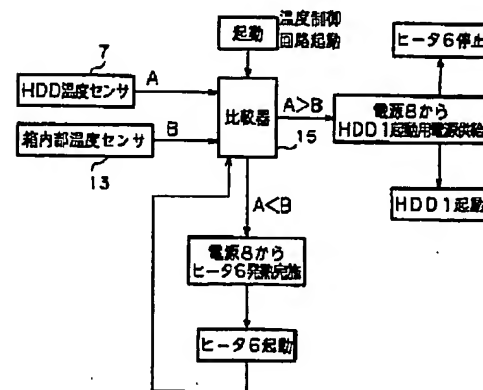 起動
温度制御
回路起動
ヒータ6停止
7
HDD温度センサ
A
比較器
A>B
電源8から
HDD1起動用電源供給
箱内部温度センサ
B
13
15
HDD1起動
A<B
電源8から
ヒータ6発熱実施
ヒータ6起動